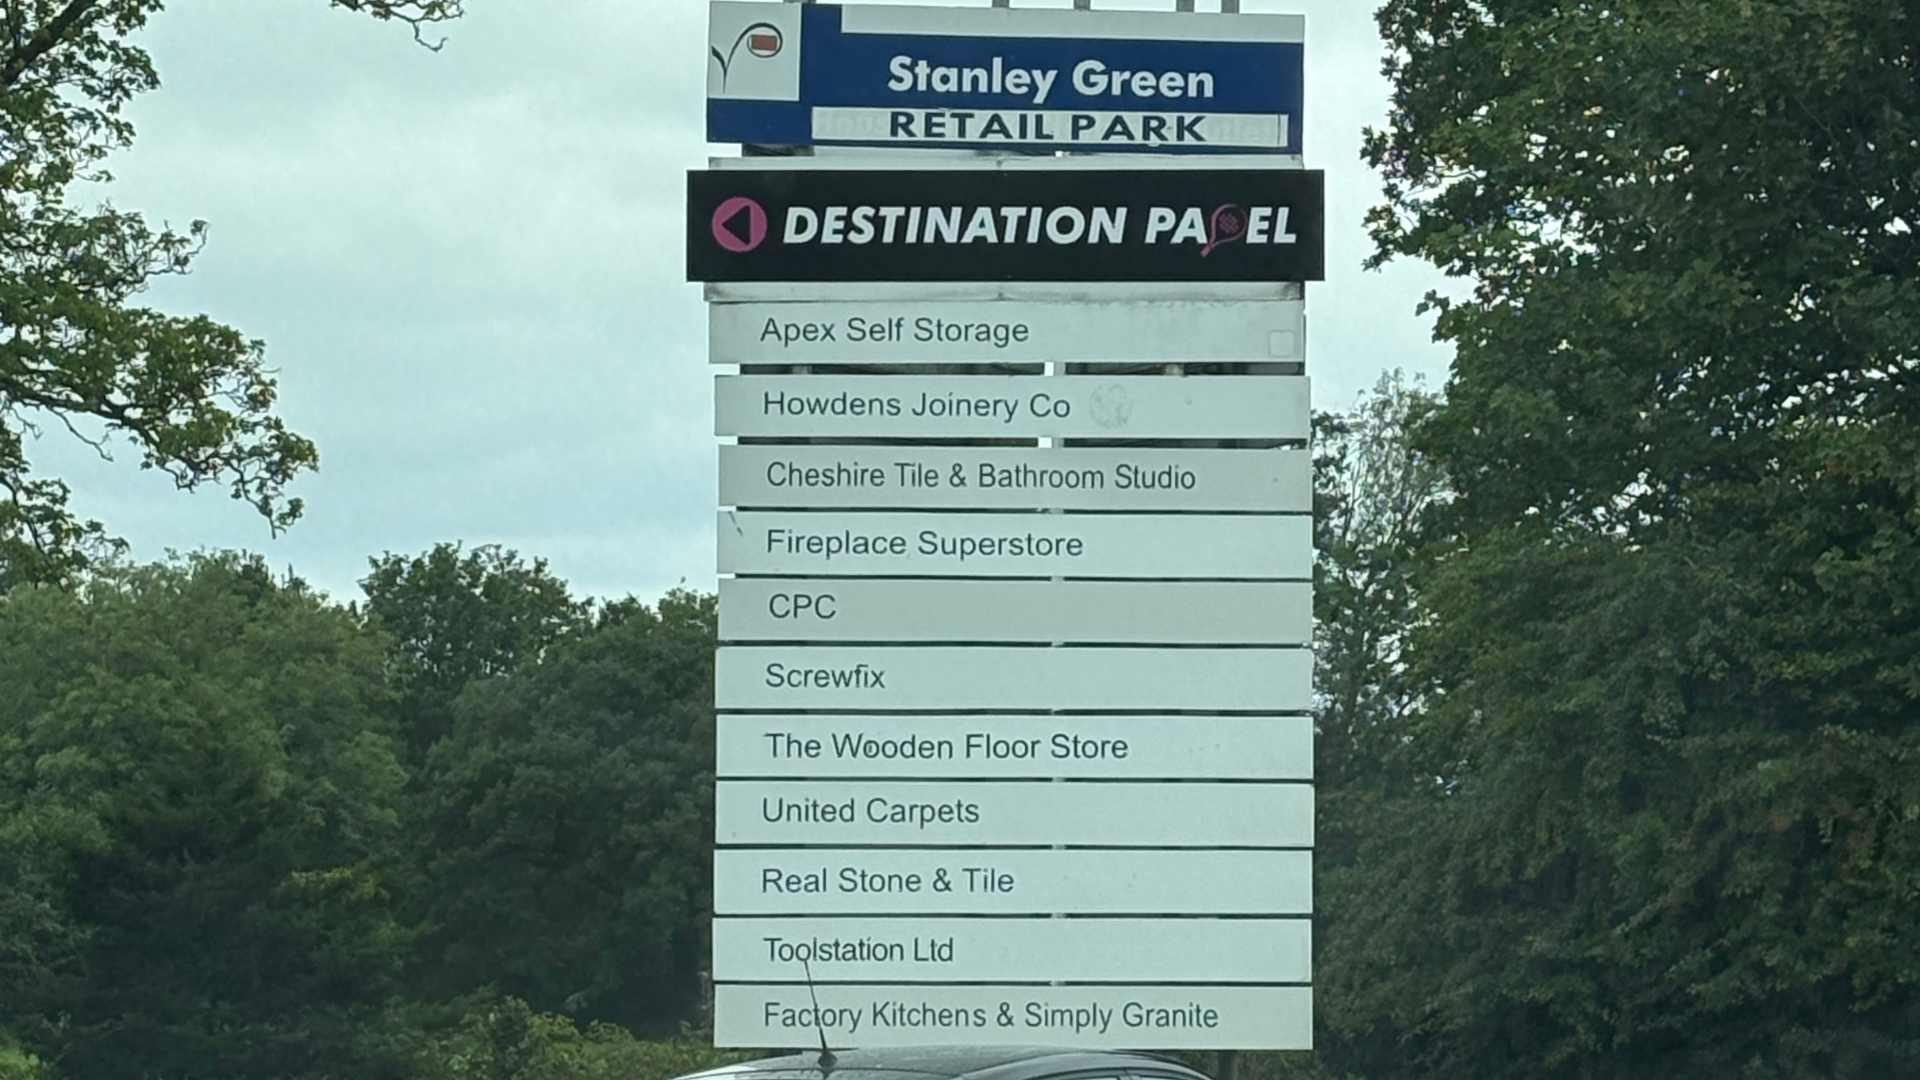 Stanley Green
RETAIL PARK
DESTINATION PADEL
Apex Self Storage
Howdens Joinery Co
Cheshire Tile & Bathroom Studio
Fireplace Superstore
CPC
Screwfix
The Wooden Floor Store
United Carpets
Real Stone & Tile
Toolstation Ltd
Factory Kitchens & Simply Granite